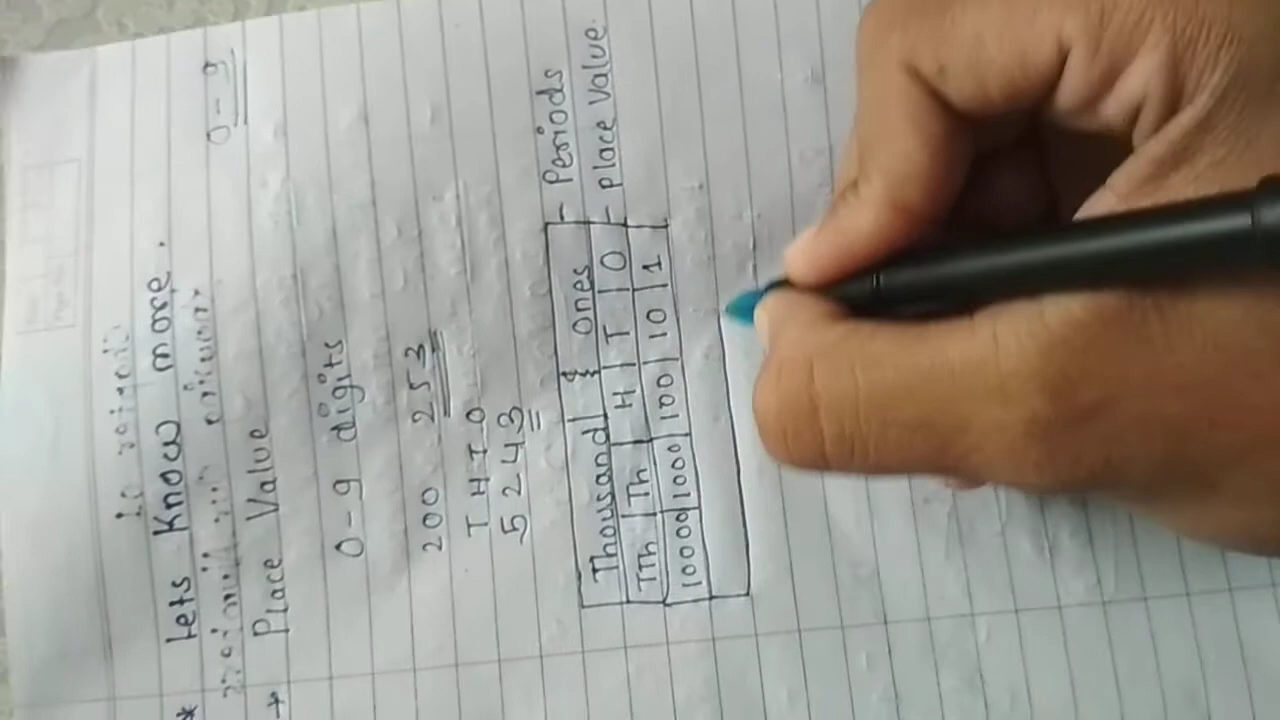 * Lets Know more.
0-9
* Place Value
0-9 digits
200 253
T H T O
5243
Thousand Ones - Periods
TTh Th H T O - place value.
10000 1000 100 10 1